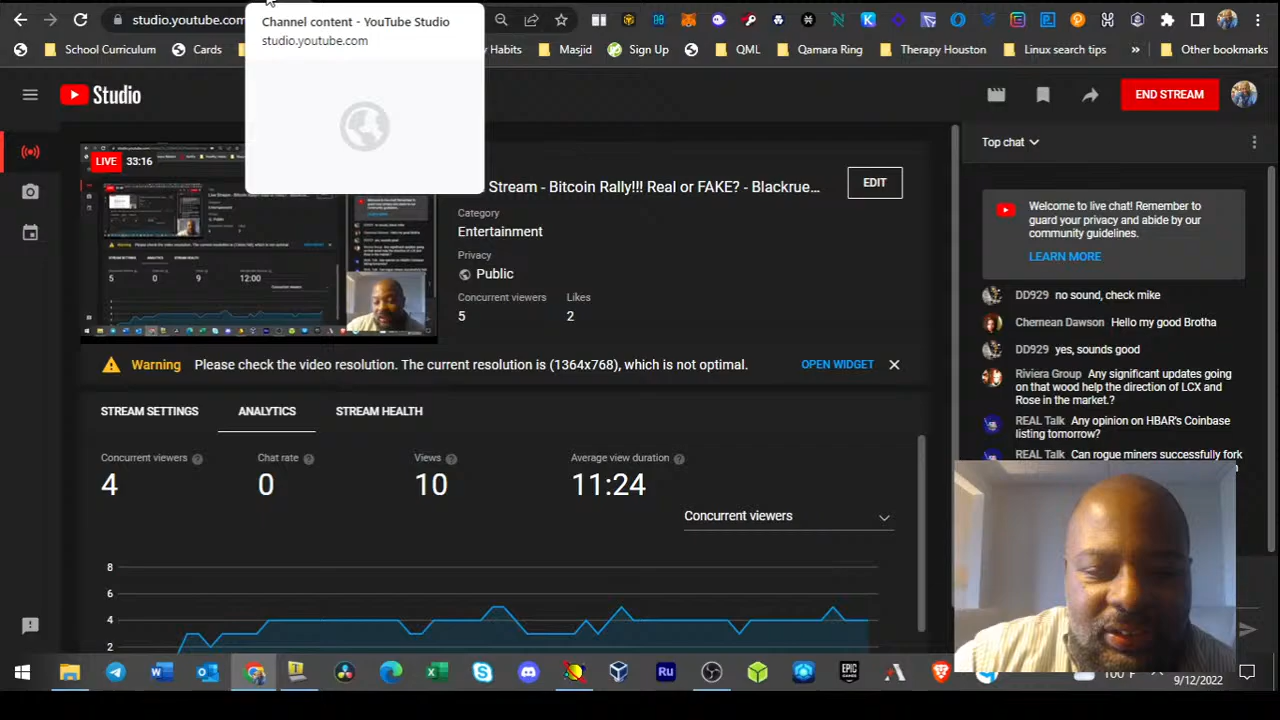 studio.youtube.com
Channel content - YouTube Studio
studio.youtube.com
School Curriculum
Cards
Habits
Masjid
Sign Up
QML
Qamara Ring
Therapy Houston
Linux search tips
»
Other bookmarks
Studio
END STREAM
LIVE 33:16
Stream - Bitcoin Rally!!! Real or FAKE? - Blackrue...
EDIT
Category
Entertainment
Privacy
Public
Concurrent viewers
Likes
5
2
Warning Please check the video resolution. The current resolution is (1364x768), which is not optimal.
OPEN WIDGET
STREAM SETTINGS
ANALYTICS
STREAM HEALTH
Concurrent viewers
Chat rate
Views
Average view duration
4
0
10
11:24
Concurrent viewers
8
6
4
2
Top chat
Welcome to live chat! Remember to
guard your privacy and abide by our
community guidelines.
LEARN MORE
DD929 no sound, check mike
Chemean Dawson Hello my good Brotha
DD929 yes, sounds good
Riviera Group Any significant updates going
on that wood help the direction of LCX and
Rose in the market.?
REAL Talk Any opinion on HBAR's Coinbase
listing tomorrow?
REAL Talk Can rogue miners successfully fork
Ru
EPIC
GAMES
100°F
9/12/2022